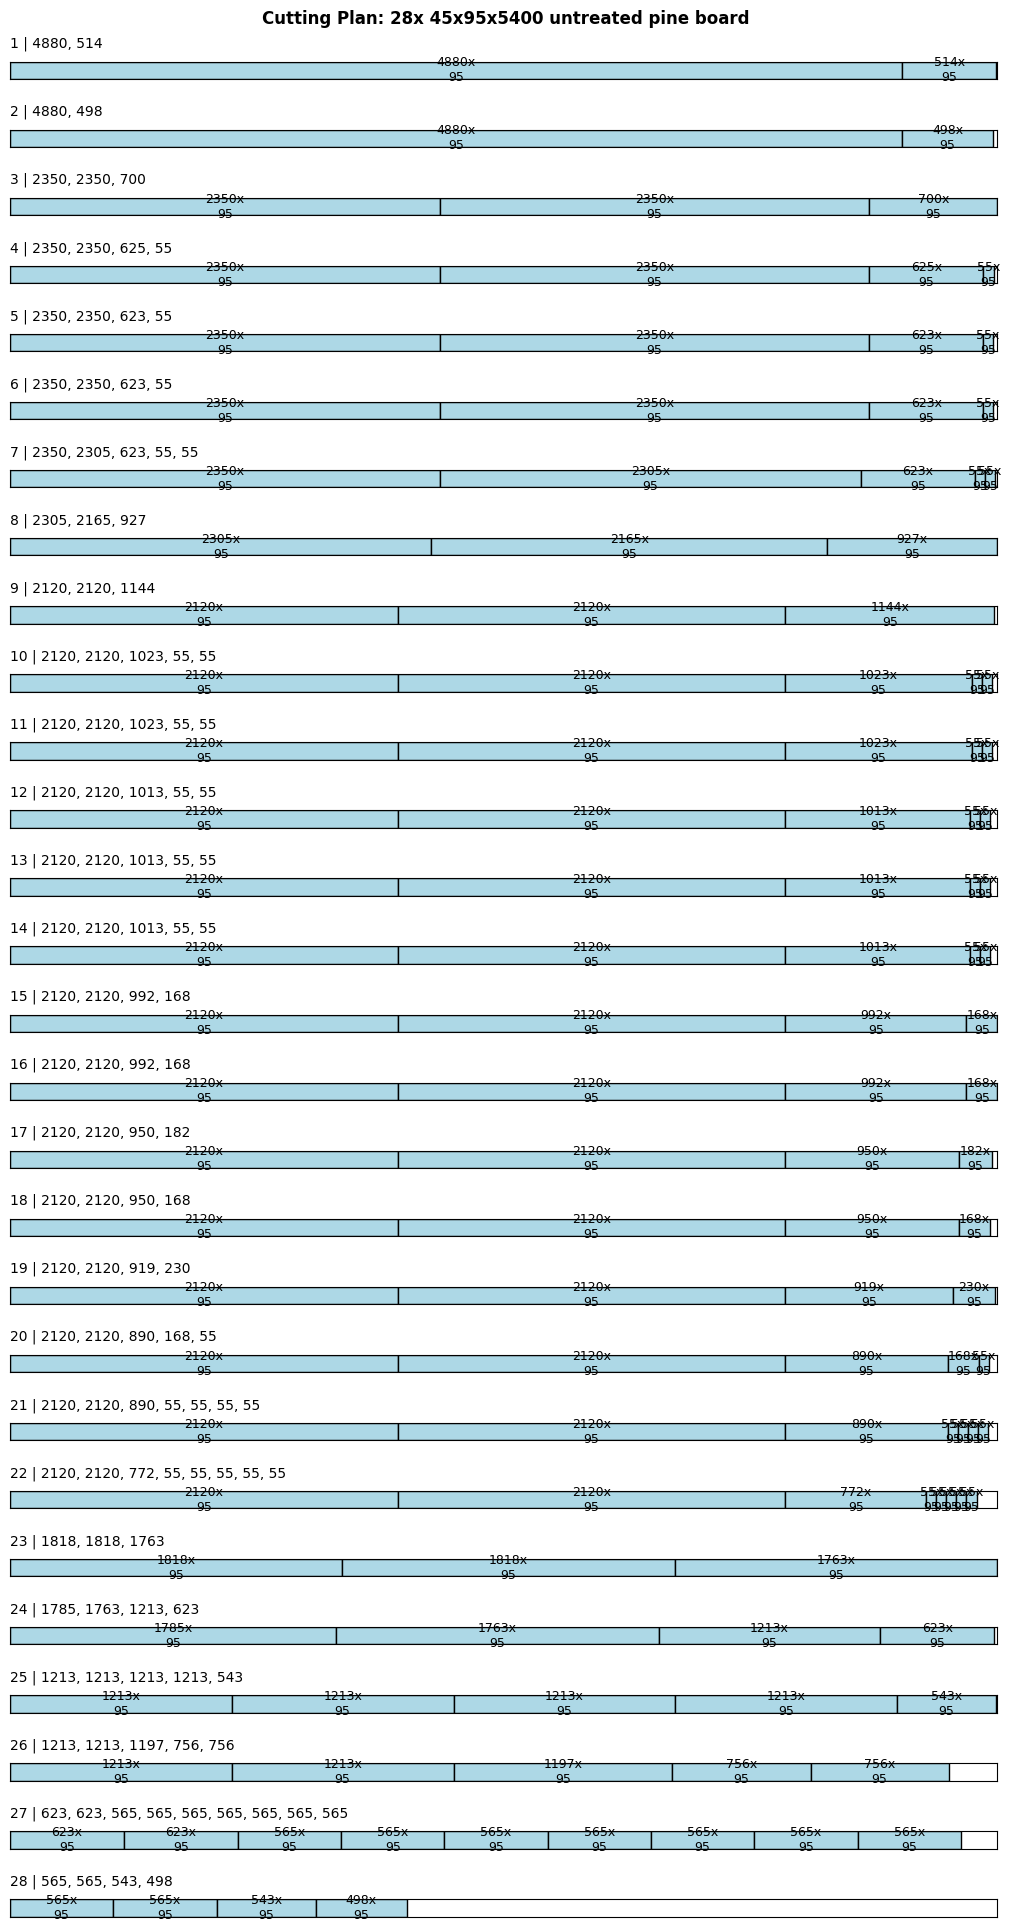 Cutting Plan: 28x 45x95x5400 untreated pine board
1 | 4880, 514
4880x 514x
95 95
2 | 4880, 498
4880x 498x
95 95
3 | 2350, 2350, 700
2350x 2350x 700x
95 95 95
4 | 2350, 2350, 625, 55
2350x 2350x 625x 55x
95 95 95 95
5 | 2350, 2350, 623, 55
2350x 2350x 623x 55x
95 95 95 95
6 | 2350, 2350, 623, 55
2350x 2350x 623x 55x
95 95 95 95
7 | 2350, 2305, 623, 55, 55
2350x 2305x 623x 55x 55x
95 95 95 95 95
8 | 2305, 2165, 927
2305x 2165x 927x
95 95 95
9 | 2120, 2120, 1144
2120x 2120x 1144x
95 95 95
10 | 2120, 2120, 1023, 55, 55
2120x 2120x 1023x 55x 55x
95 95 95 95 95
11 | 2120, 2120, 1023, 55, 55
2120x 2120x 1023x 55x 55x
95 95 95 95 95
12 | 2120, 2120, 1013, 55, 55
2120x 2120x 1013x 55x 55x
95 95 95 95 95
13 | 2120, 2120, 1013, 55, 55
2120x 2120x 1013x 55x 55x
95 95 95 95 95
14 | 2120, 2120, 1013, 55, 55
2120x 2120x 1013x 55x 55x
95 95 95 95 95
15 | 2120, 2120, 992, 168
2120x 2120x 992x 168x
95 95 95 95
16 | 2120, 2120, 992, 168
2120x 2120x 992x 168x
95 95 95 95
17 | 2120, 2120, 950, 182
2120x 2120x 950x 182x
95 95 95 95
18 | 2120, 2120, 950, 168
2120x 2120x 950x 168x
95 95 95 95
19 | 2120, 2120, 919, 230
2120x 2120x 919x 230x
95 95 95 95
20 | 2120, 2120, 890, 168, 55
2120x 2120x 890x 168x 55x
95 95 95 95 95
21 | 2120, 2120, 890, 55, 55, 55, 55
2120x 2120x 890x 55x 55x 55x 55x
95 95 95 95 95 95 95
22 | 2120, 2120, 772, 55, 55, 55, 55, 55
2120x 2120x 772x 55x 55x 55x 55x 55x
95 95 95 95 95 95 95 95
23 | 1818, 1818, 1763
1818x 1818x 1763x
95 95 95
24 | 1785, 1763, 1213, 623
1785x 1763x 1213x 623x
95 95 95 95
25 | 1213, 1213, 1213, 1213, 543
1213x 1213x 1213x 1213x 543x
95 95 95 95 95
26 | 1213, 1213, 1197, 756, 756
1213x 1213x 1197x 756x 756x
95 95 95 95 95
27 | 623, 623, 565, 565, 565, 565, 565, 565, 565
623x 623x 565x 565x 565x 565x 565x 565x 565x
95 95 95 95 95 95 95 95 95
28 | 565, 565, 543, 498
565x 565x 543x 498x
95 95 95 95